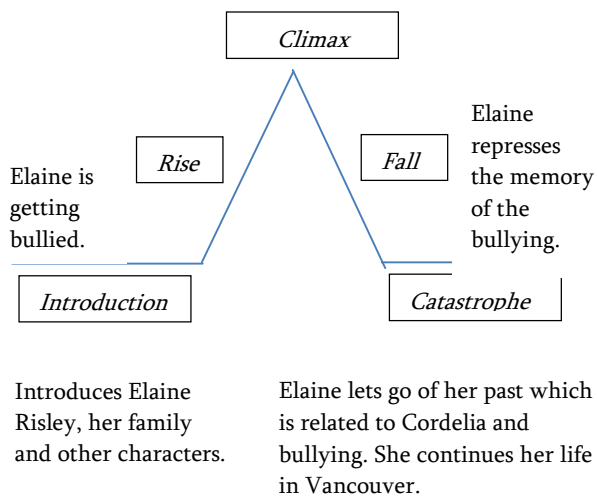 Climax
Elaine
represses
the memory
of the
bullying.
Rise
Fall
Elaine is
getting
bullied.
Introduction
Catastrophe
Introduces Elaine
Risley, her family
and other characters.
Elaine lets go of her past which
is related to Cordelia and
bullying. She continues her life
in Vancouver.